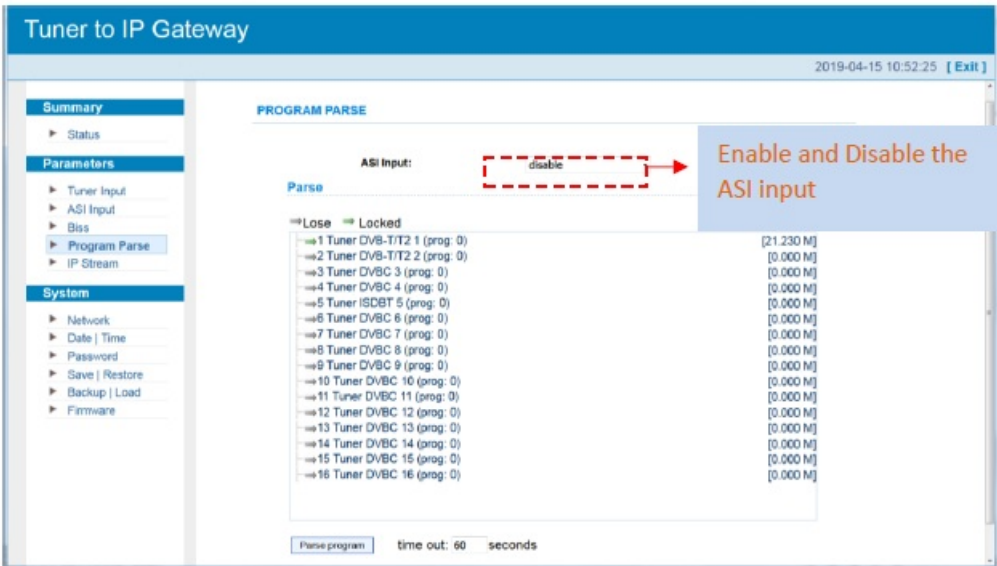 Tuner to IP Gateway
2019-04-15 10:52:25 [ Exit ]
Summary
Status
Parameters
Tuner Input
ASI Input
Biss
Program Parse
IP Stream
System
Network
Date | Time
Password
Save | Restore
Backup | Load
Firmware
PROGRAM PARSE
ASI Input: disable
Enable and Disable the
ASI input
Parse
Lose Locked
1 Tuner DVB-T/T2 1 (prog: 0) [21.230 M]
2 Tuner DVB-T/T2 2 (prog: 0) [0.000 M]
3 Tuner DVBC 3 (prog: 0) [0.000 M]
4 Tuner DVBC 4 (prog: 0) [0.000 M]
5 Tuner ISDBT 5 (prog: 0) [0.000 M]
6 Tuner DVBC 6 (prog: 0) [0.000 M]
7 Tuner DVBC 7 (prog: 0) [0.000 M]
8 Tuner DVBC 8 (prog: 0) [0.000 M]
9 Tuner DVBC 9 (prog: 0) [0.000 M]
10 Tuner DVBC 10 (prog: 0) [0.000 M]
11 Tuner DVBC 11 (prog: 0) [0.000 M]
12 Tuner DVBC 12 (prog: 0) [0.000 M]
13 Tuner DVBC 13 (prog: 0) [0.000 M]
14 Tuner DVBC 14 (prog: 0) [0.000 M]
15 Tuner DVBC 15 (prog: 0) [0.000 M]
16 Tuner DVBC 16 (prog: 0) [0.000 M]
Parse program time out: 60 seconds